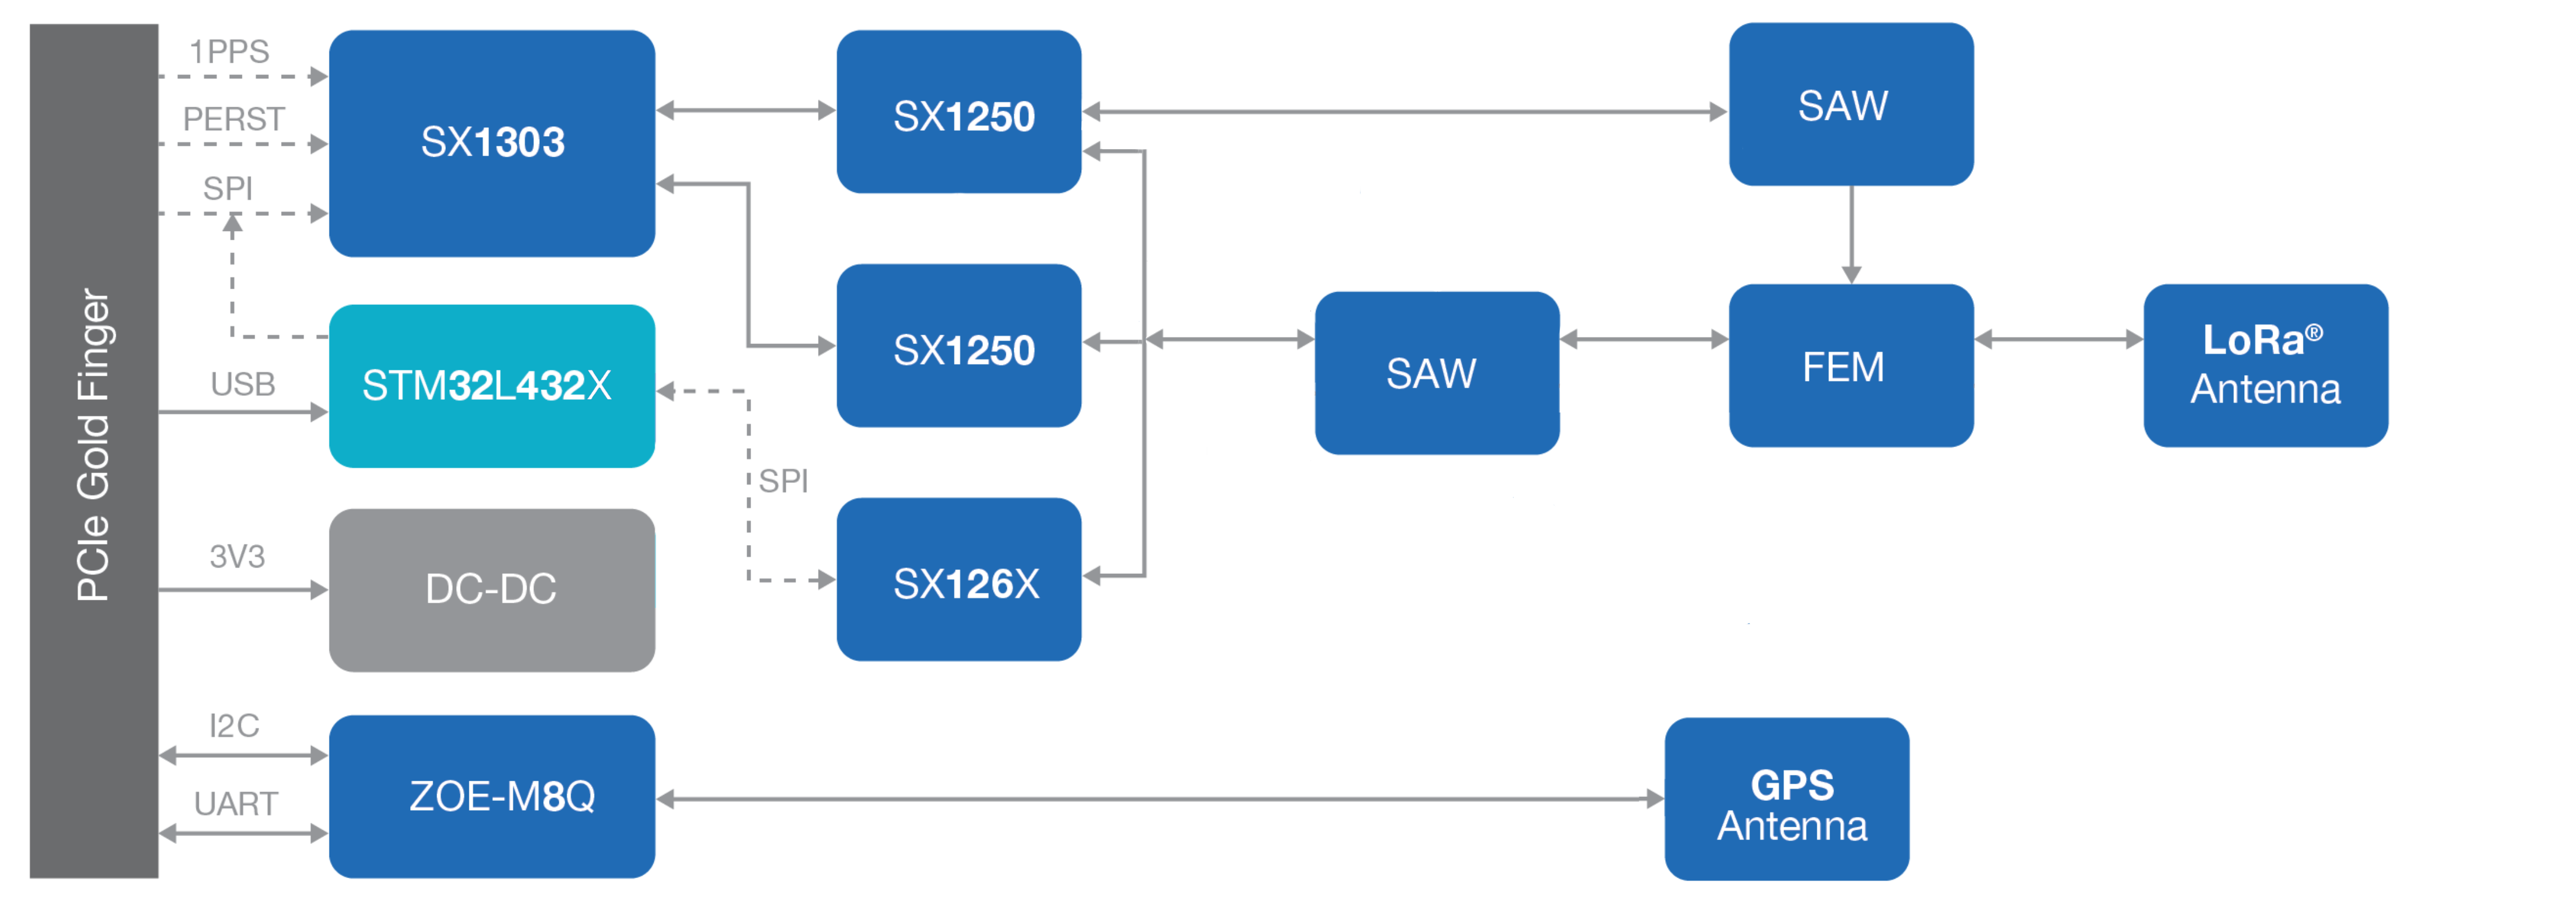 PCIe Gold Finger
1PPS
PERST
SPI
USB
3V3
I2C
UART
SX1303
STM32L432X
DC-DC
ZOE-M8Q
SPI
SX1250
SX1250
SX126X
SAW
SAW
FEM
LoRa®
Antenna
GPS
Antenna